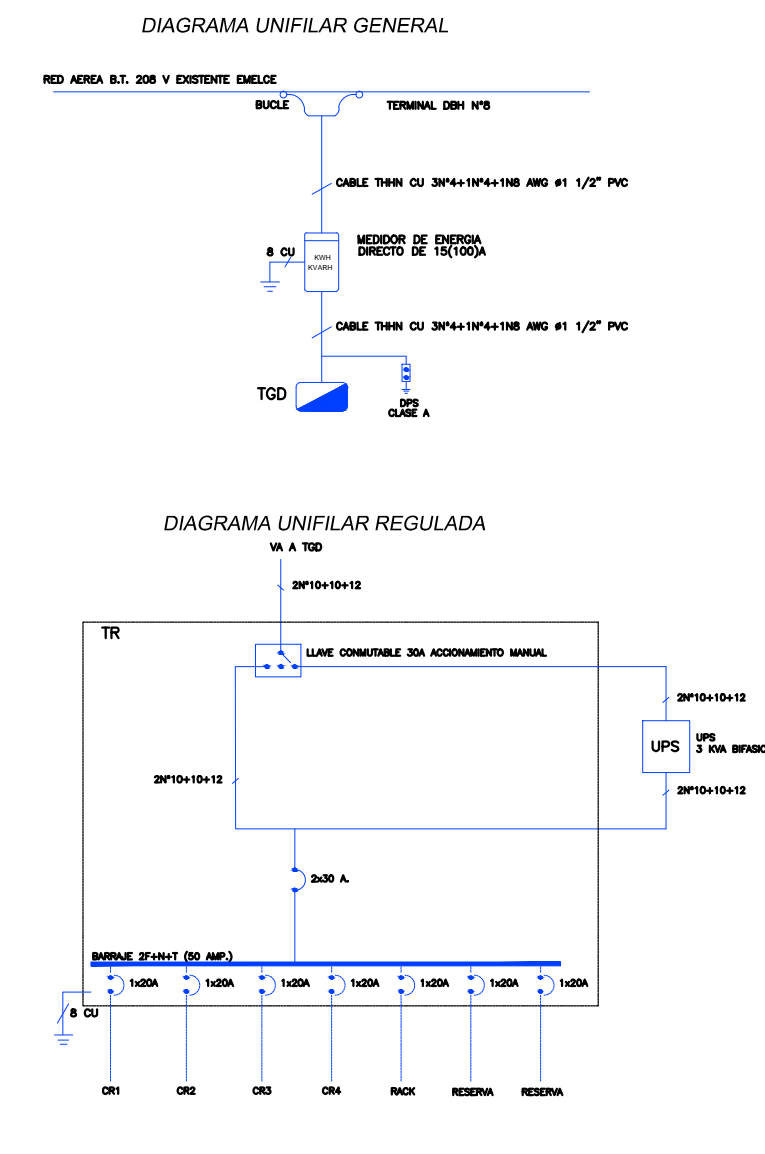 DIAGRAMA UNIFILAR GENERAL
RED AEREA B.T. 208 V EXISTENTE EMELCE
BUCLE
TERMINAL DBH N°8
CABLE THHN CU 3N°4+1N°4+1N8 AWG ø1 1/2" PVC
MEDIDOR DE ENERGIA
DIRECTO DE 15(100)A
8 CU
KWH
KVARH
CABLE THHN CU 3N°4+1N°4+1N8 AWG ø1 1/2" PVC
TGD
DPS
CLASE A
DIAGRAMA UNIFILAR REGULADA
VA A TGD
2N°10+10+12
TR
LLAVE CONMUTABLE 30A ACCIONAMIENTO MANUAL
2N°10+10+12
UPS
UPS
3 KVA BIFASIC
2N°10+10+12
2N°10+10+12
2x30 A.
BARRAJE 2F+N+T (50 AMP.)
1x20A 1x20A 1x20A 1x20A 1x20A 1x20A 1x20A
8 CU
CR1 CR2 CR3 CR4 RACK RESERVA RESERVA